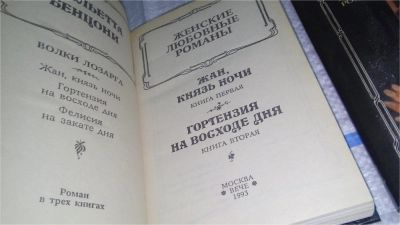 ЛЬЕТТА
БЕНЦОНИ
ВОЛКИ ЛОЗАРГА
Жан, князь ночи
Гортензия
на восходе дня
Фелисия
на закате дня
Роман
в трех книгах
ЖЕНСКИЕ
ЛЮБОВНЫЕ
РОМАНЫ
ЖАН,
КНЯЗЬ НОЧИ
КНИГА ПЕРВАЯ
ГОРТЕНЗИЯ
НА ВОСХОДЕ ДНЯ
КНИГА ВТОРАЯ
МОСКВА
ВЕЧЕ
1993